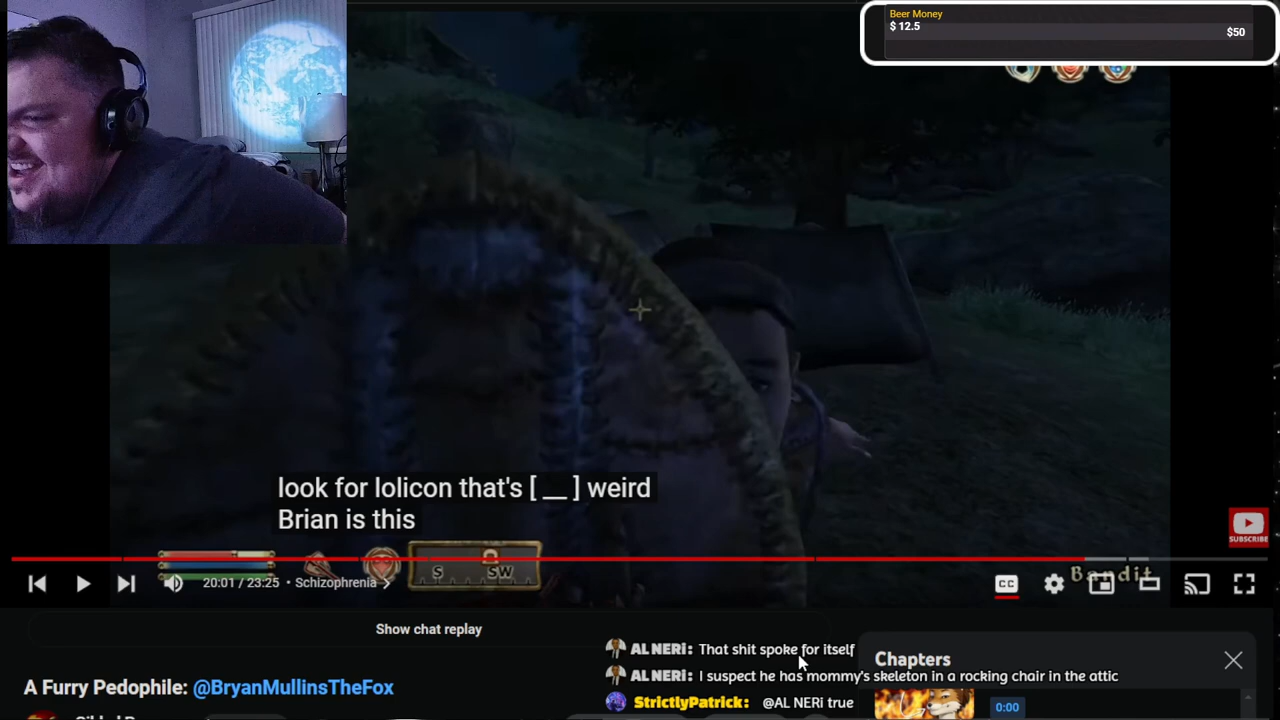 Beer Money
$ 12.5
$50
look for lolicon that's [ __ ] weird
Brian is this
S SW
SUBSCRIBE
20:01 / 23:25 • Schizophrenia
CC
Bandit
Show chat replay
AL NERi: That shit spoke for itself
Chapters
AL NERi: I suspect he has mommy's skeleton in a rocking chair in the attic
A Furry Pedophile: @BryanMullinsTheFox
StrictlyPatrick: @AL NERi true
0:00